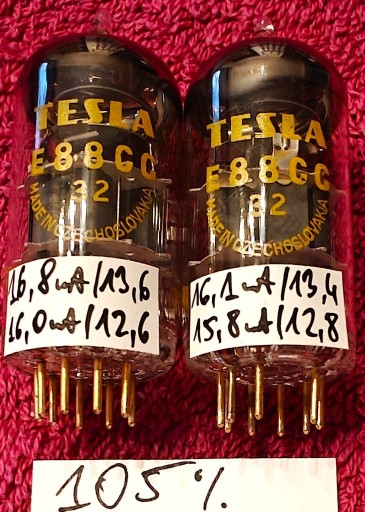 TESLA
E88CC
32
MADE IN CZECHOSLOVAKIA
16,8mA/13,6
16,0mA/12,6
TESLA
E88CC
32
MADE IN CZECHOSLOVAKIA
16,1mA/13,4
15,8mA/12,8
105%